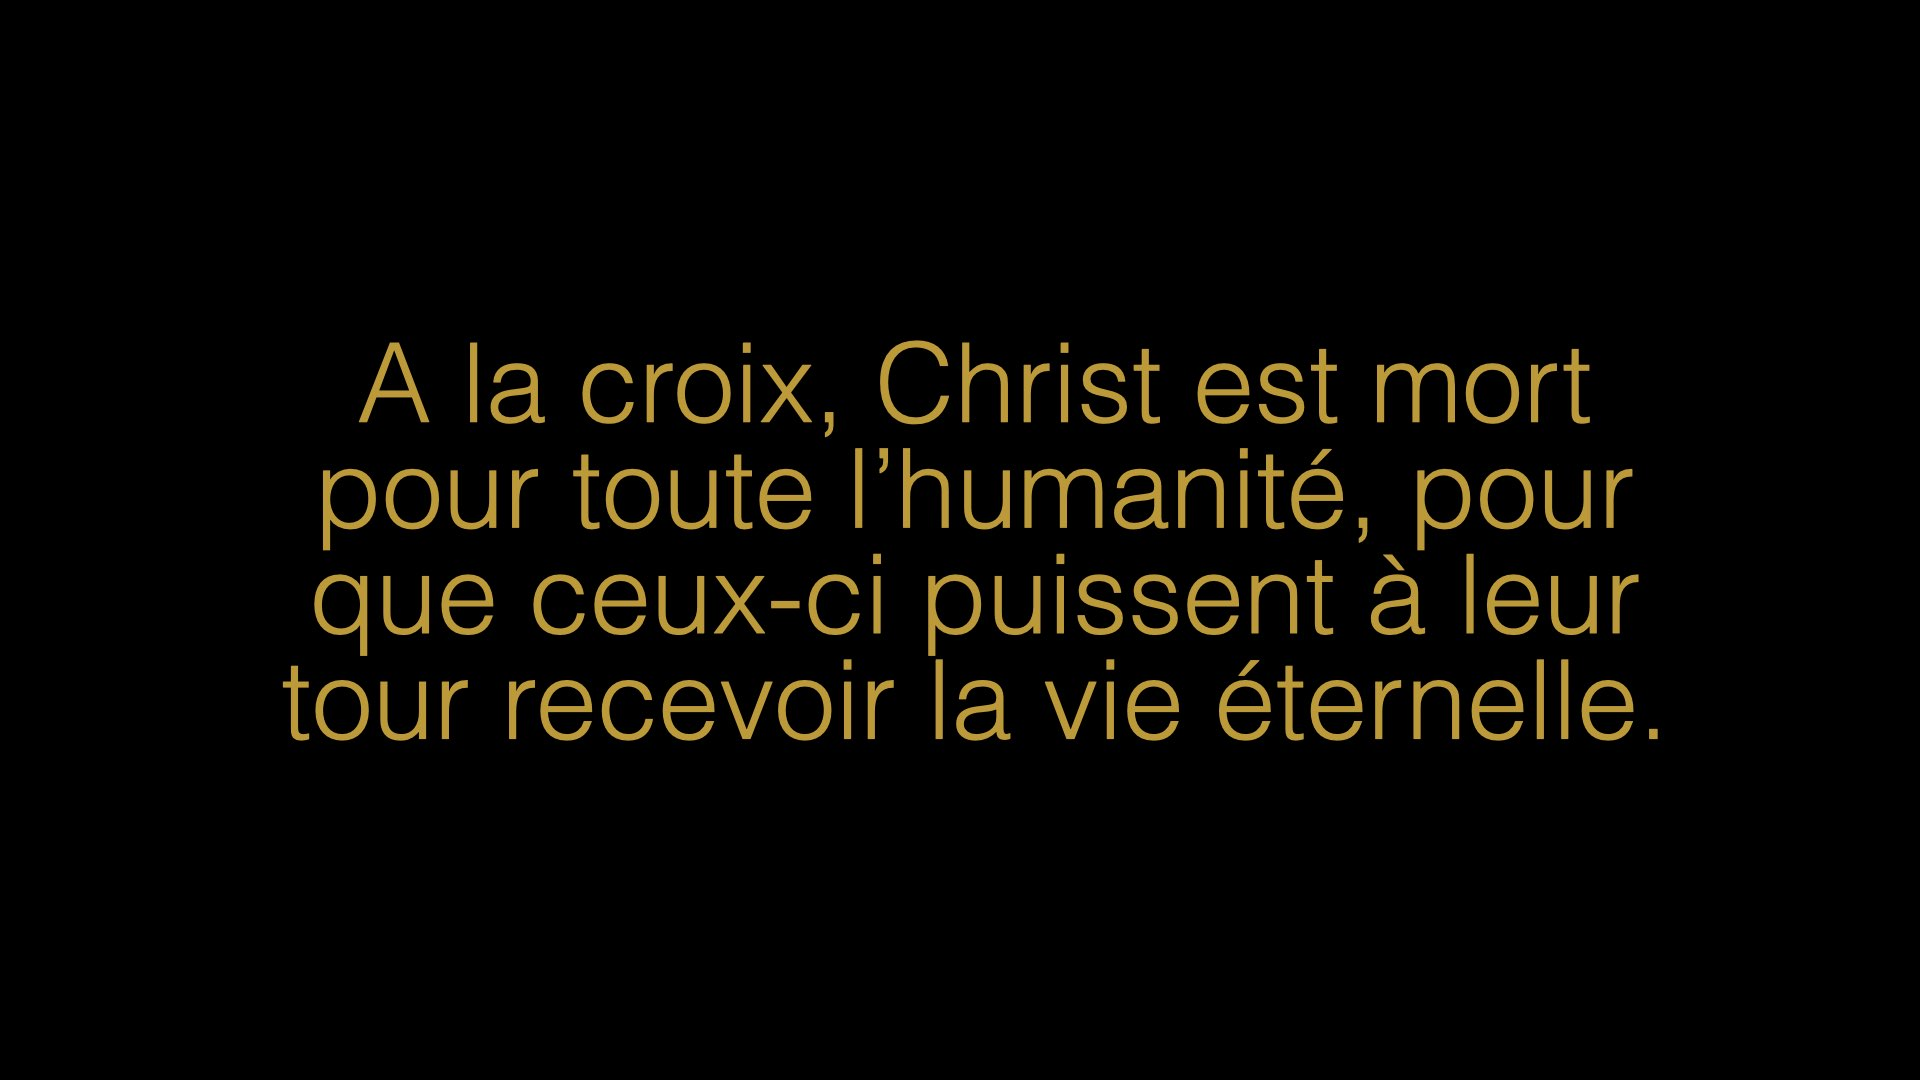 A la croix, Christ est mort
pour toute l’humanité, pour
que ceux-ci puissent à leur
tour recevoir la vie éternelle.